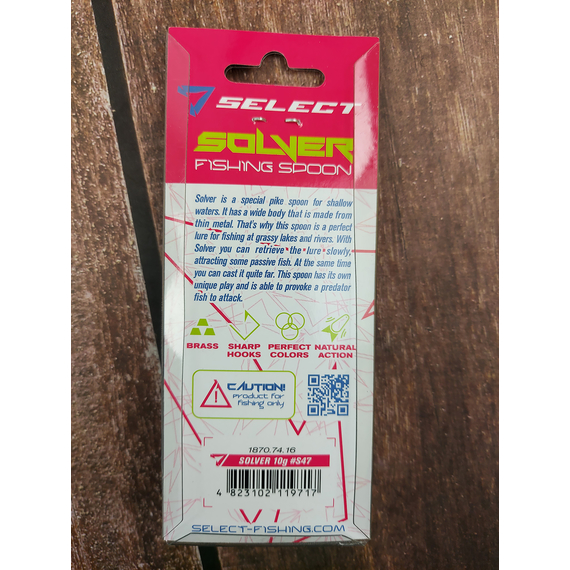 SELECT
SOLVER
FISHING SPOON
Solver is a special pike spoon for shallow
waters. It has a wide body that is made from
thin metal. That's why this spoon is a perfect
lure for fishing at grassy lakes and rivers. With
Solver you can retrieve the lure slowly,
attracting some passive fish. At the same time
you can cast it quite far. This spoon has its own
unique play and is able to provoke a predator
fish to attack.
BRASS SHARP HOOKS PERFECT COLORS NATURAL ACTION
CAUTION!
product for
fishing only
1870.74.16
SOLVER 10g #S47
4 823102 119717
SELECT-FISHING.COM